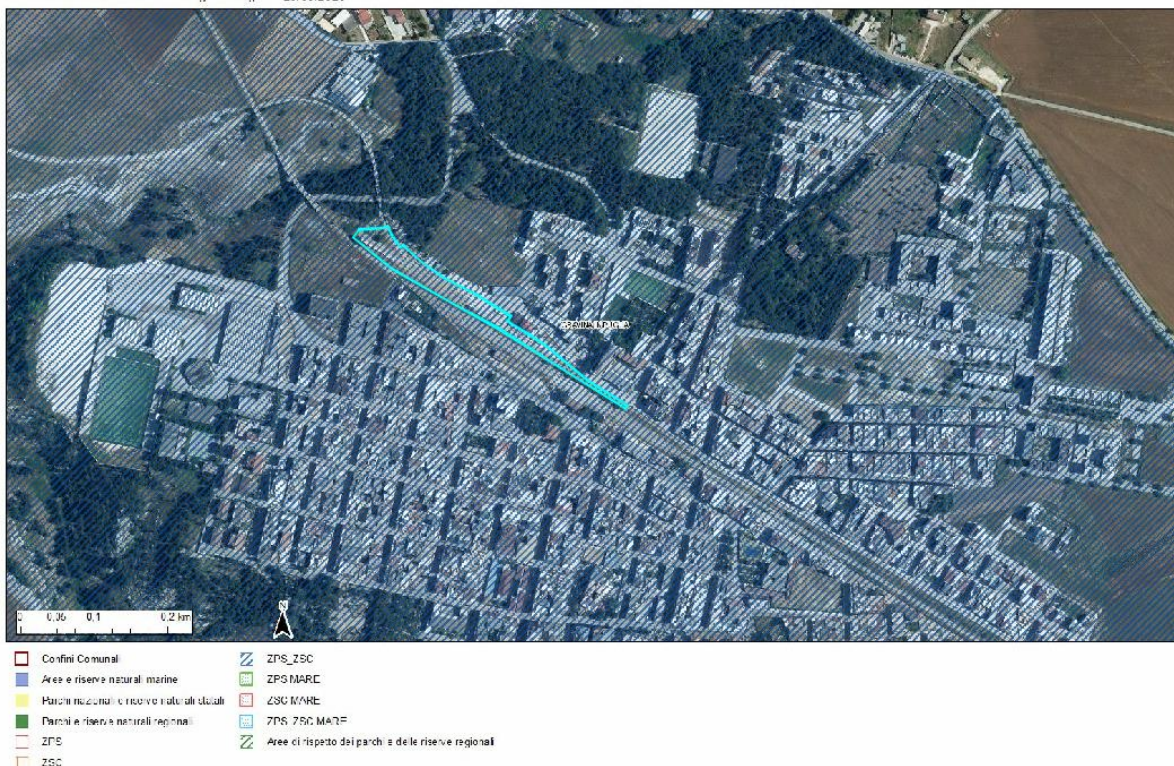 GRAVINA IN PUGLIA
0 0,05 0,1 0,2 km
N
Confini Comunali
Aree e riserve naturali marine
Parchi nazionali e riserve naturali statali
Parchi e riserve naturali regionali
ZPS
ZSC
ZPS_ZSC
ZPS MARE
ZSC MARE
ZPS_ZSC MARE
Aree di rispetto dei parchi e delle riserve regionali